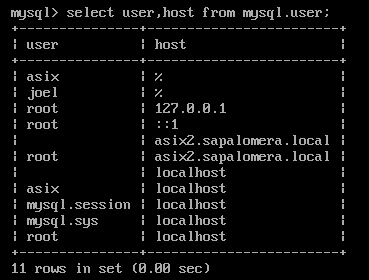 mysql> select user,host from mysql.user;
+---------------+------------------------+
| user          | host                   |
+---------------+------------------------+
| asix          | %                      |
| joel          | %                      |
| root          | 127.0.0.1              |
| root          | ::1                    |
|               | asix2.sapalomera.local |
| root          | asix2.sapalomera.local |
|               | localhost              |
| asix          | localhost              |
| mysql.session | localhost              |
| mysql.sys     | localhost              |
| root          | localhost              |
+---------------+------------------------+
11 rows in set (0.00 sec)